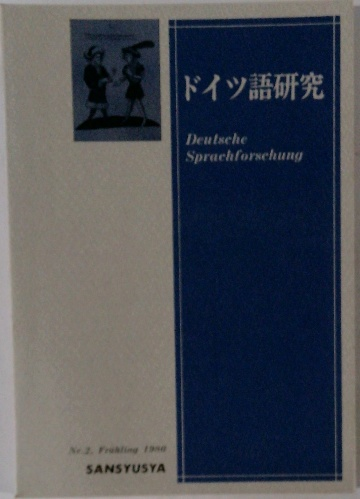 ドイツ語研究
Deutsche
Sprachforschung
Nr.2, Frühling 1980
SANSYUSYA